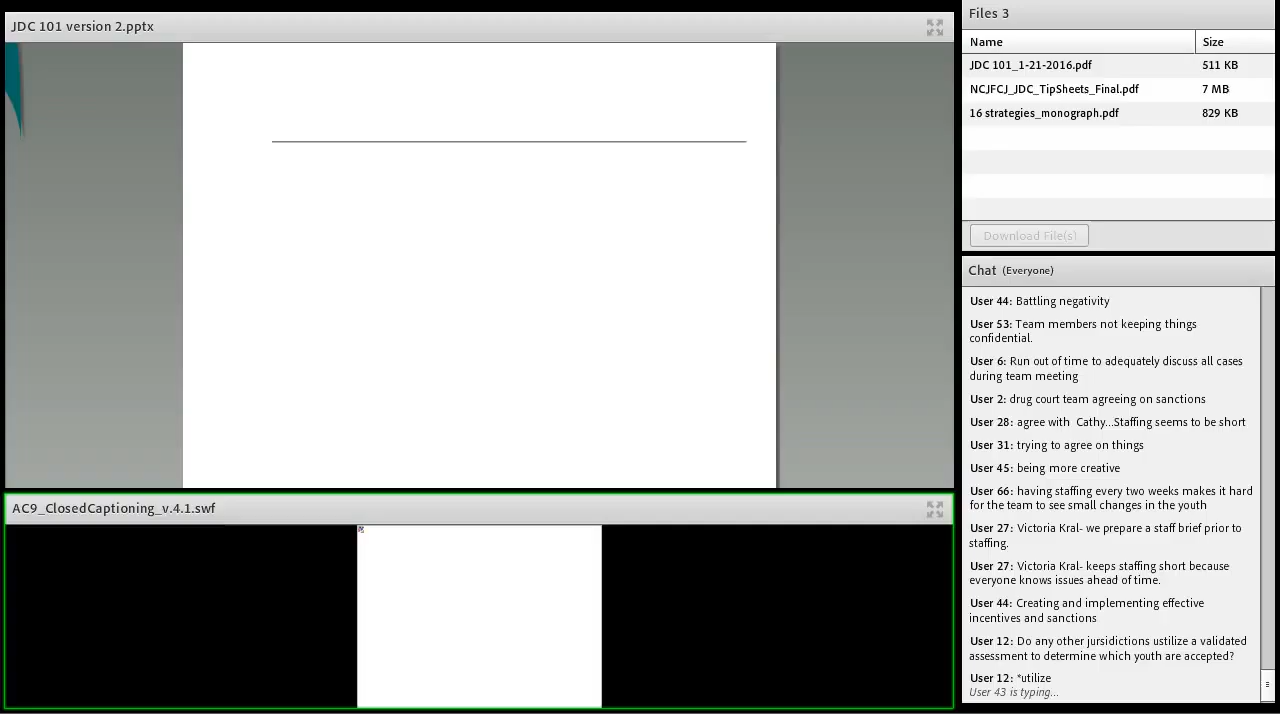 JDC 101 version 2.pptx
AC9_ClosedCaptioning_v.4.1.swf
Files 3
Name Size
JDC 101_1-21-2016.pdf 511 KB
NCJFCJ_JDC_TipSheets_Final.pdf 7 MB
16 strategies_monograph.pdf 829 KB
Download File(s)
Chat (Everyone)
User 44: Battling negativity
User 53: Team members not keeping things
confidential.
User 6: Run out of time to adequately discuss all cases
during team meeting
User 2: drug court team agreeing on sanctions
User 28: agree with Cathy...Staffing seems to be short
User 31: trying to agree on things
User 45: being more creative
User 66: having staffing every two weeks makes it hard
for the team to see small changes in the youth
User 27: Victoria Kral- we prepare a staff brief prior to
staffing.
User 27: Victoria Kral- keeps staffing short because
everyone knows issues ahead of time.
User 44: Creating and implementing effective
incentives and sanctions
User 12: Do any other jursidictions ustilize a validated
assessment to determine which youth are accepted?
User 12: *utilize
User 43 is typing...